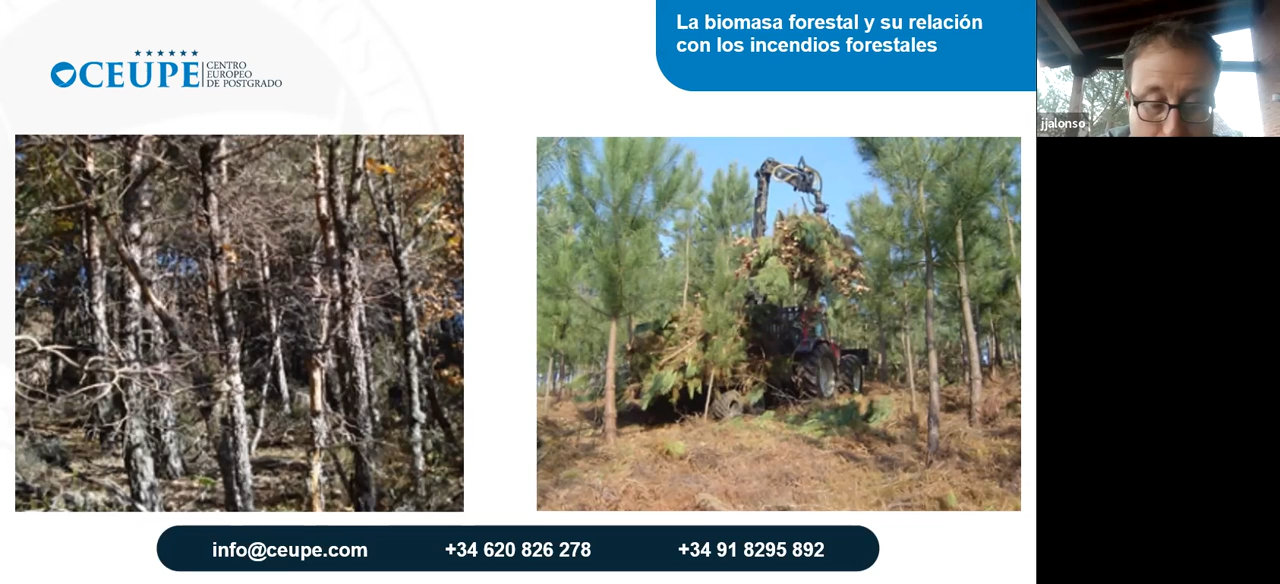 La biomasa forestal y su relación
con los incendios forestales
CEUPE
CENTRO
EUROPEO
DE POSTGRADO
jjalonso
info@ceupe.com
+34 620 826 278
+34 91 8295 892